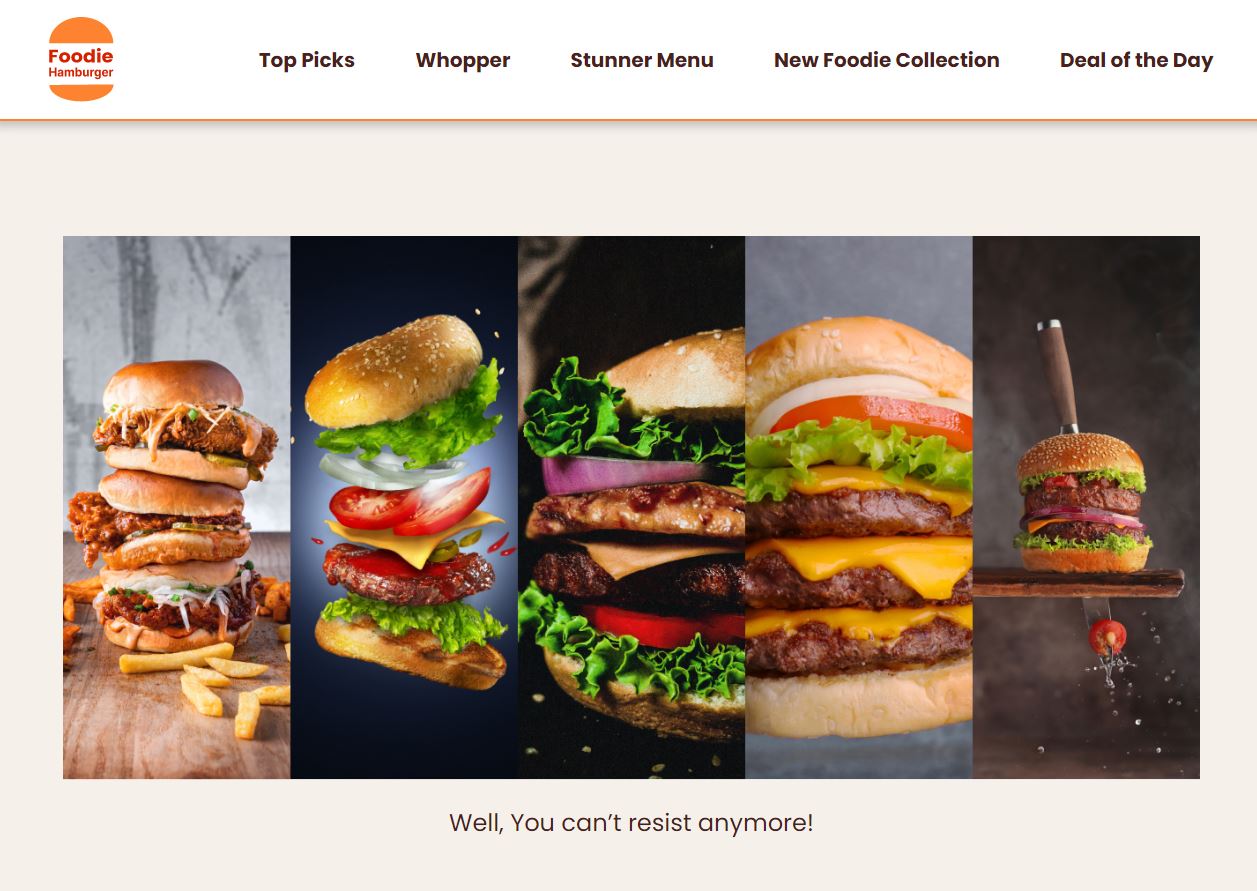 Foodie
Hamburger
Top Picks
Whopper
Stunner Menu
New Foodie Collection
Deal of the Day
Well, You can’t resist anymore!